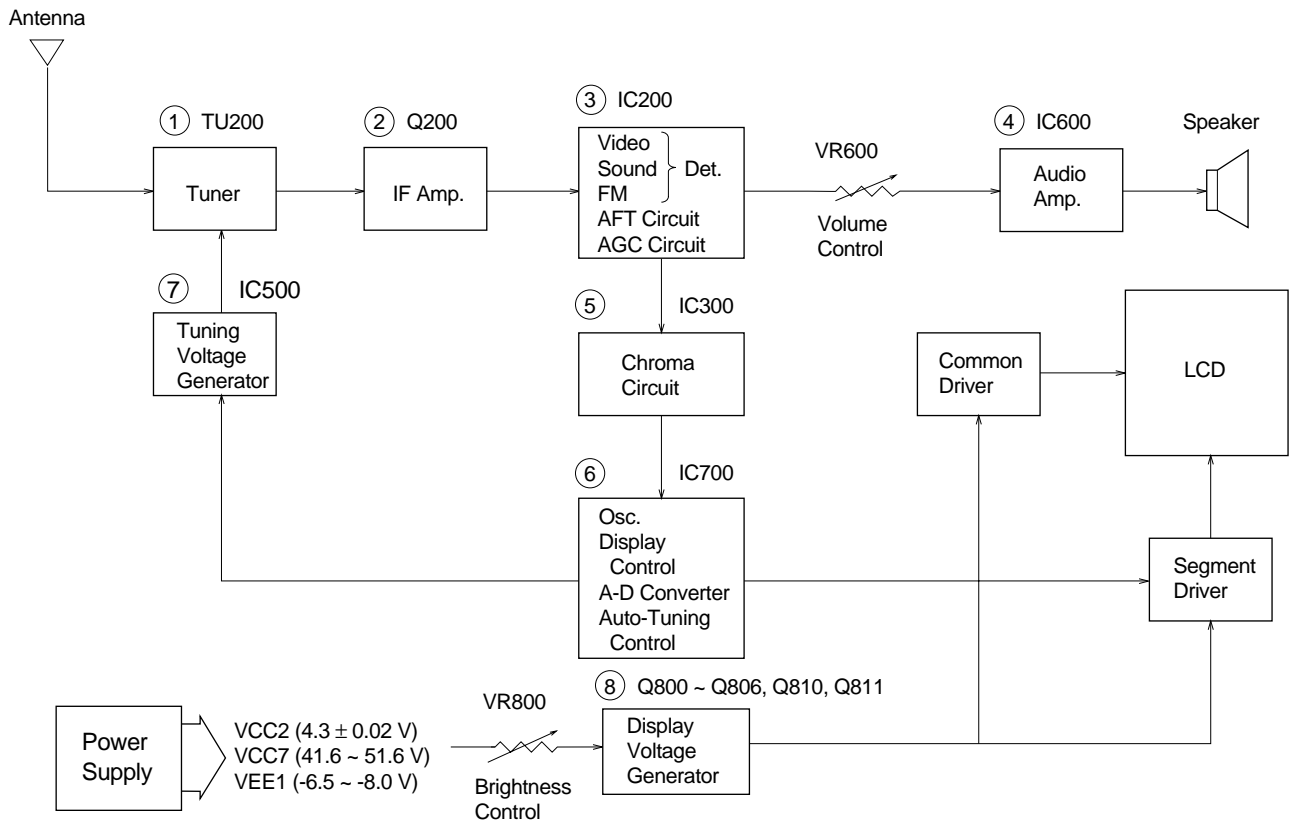 Antenna
1 TU200
Tuner
2 Q200
IF Amp.
3 IC200
Video
Sound
FM
Det.
AFT Circuit
AGC Circuit
VR600
Volume
Control
4 IC600
Audio
Amp.
Speaker
7 IC500
Tuning
Voltage
Generator
5 IC300
Chroma
Circuit
Common
Driver
LCD
6 IC700
Osc.
Display
Control
A-D Converter
Auto-Tuning
Control
Segment
Driver
Power
Supply
VCC2 (4.3 ± 0.02 V)
VCC7 (41.6 ~ 51.6 V)
VEE1 (-6.5 ~ -8.0 V)
VR800
Brightness
Control
8 Q800 ~ Q806, Q810, Q811
Display
Voltage
Generator